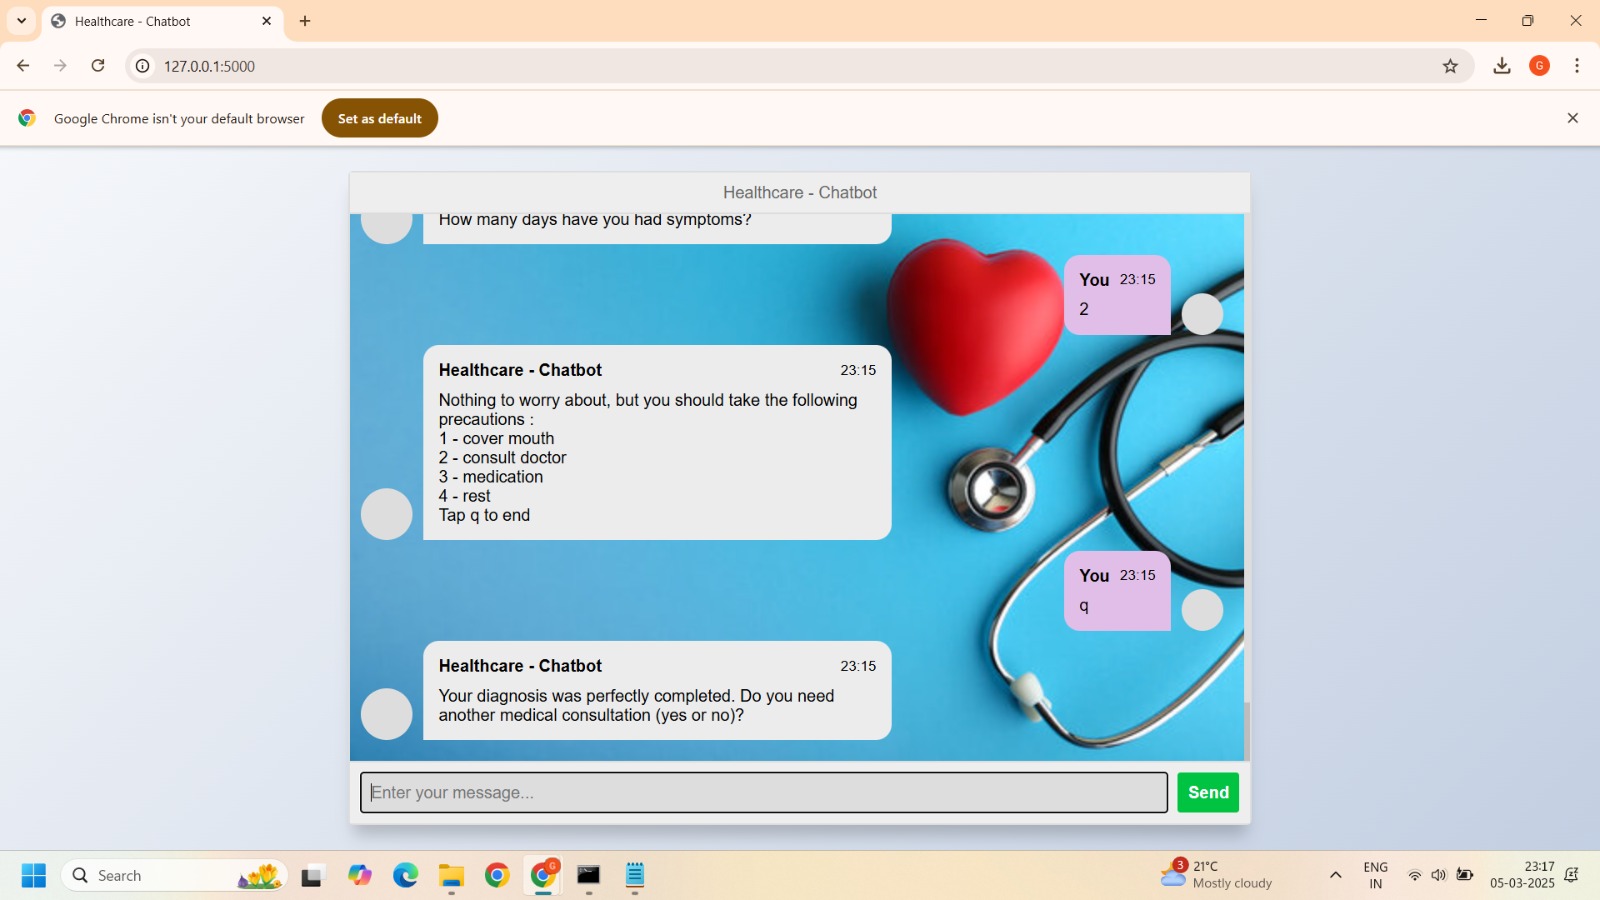 Healthcare - Chatbot
127.0.0.1:5000
G
Google Chrome isn't your default browser
Set as default
Healthcare - Chatbot
How many days have you had symptoms?
You 23:15
2
Healthcare - Chatbot 23:15
Nothing to worry about, but you should take the following
precautions :
1 - cover mouth
2 - consult doctor
3 - medication
4 - rest
Tap q to end
You 23:15
q
Healthcare - Chatbot 23:15
Your diagnosis was perfectly completed. Do you need
another medical consultation (yes or no)?
Enter your message...
Send
Search
G
3
21°C
Mostly cloudy
ENG
IN
23:17
05-03-2025